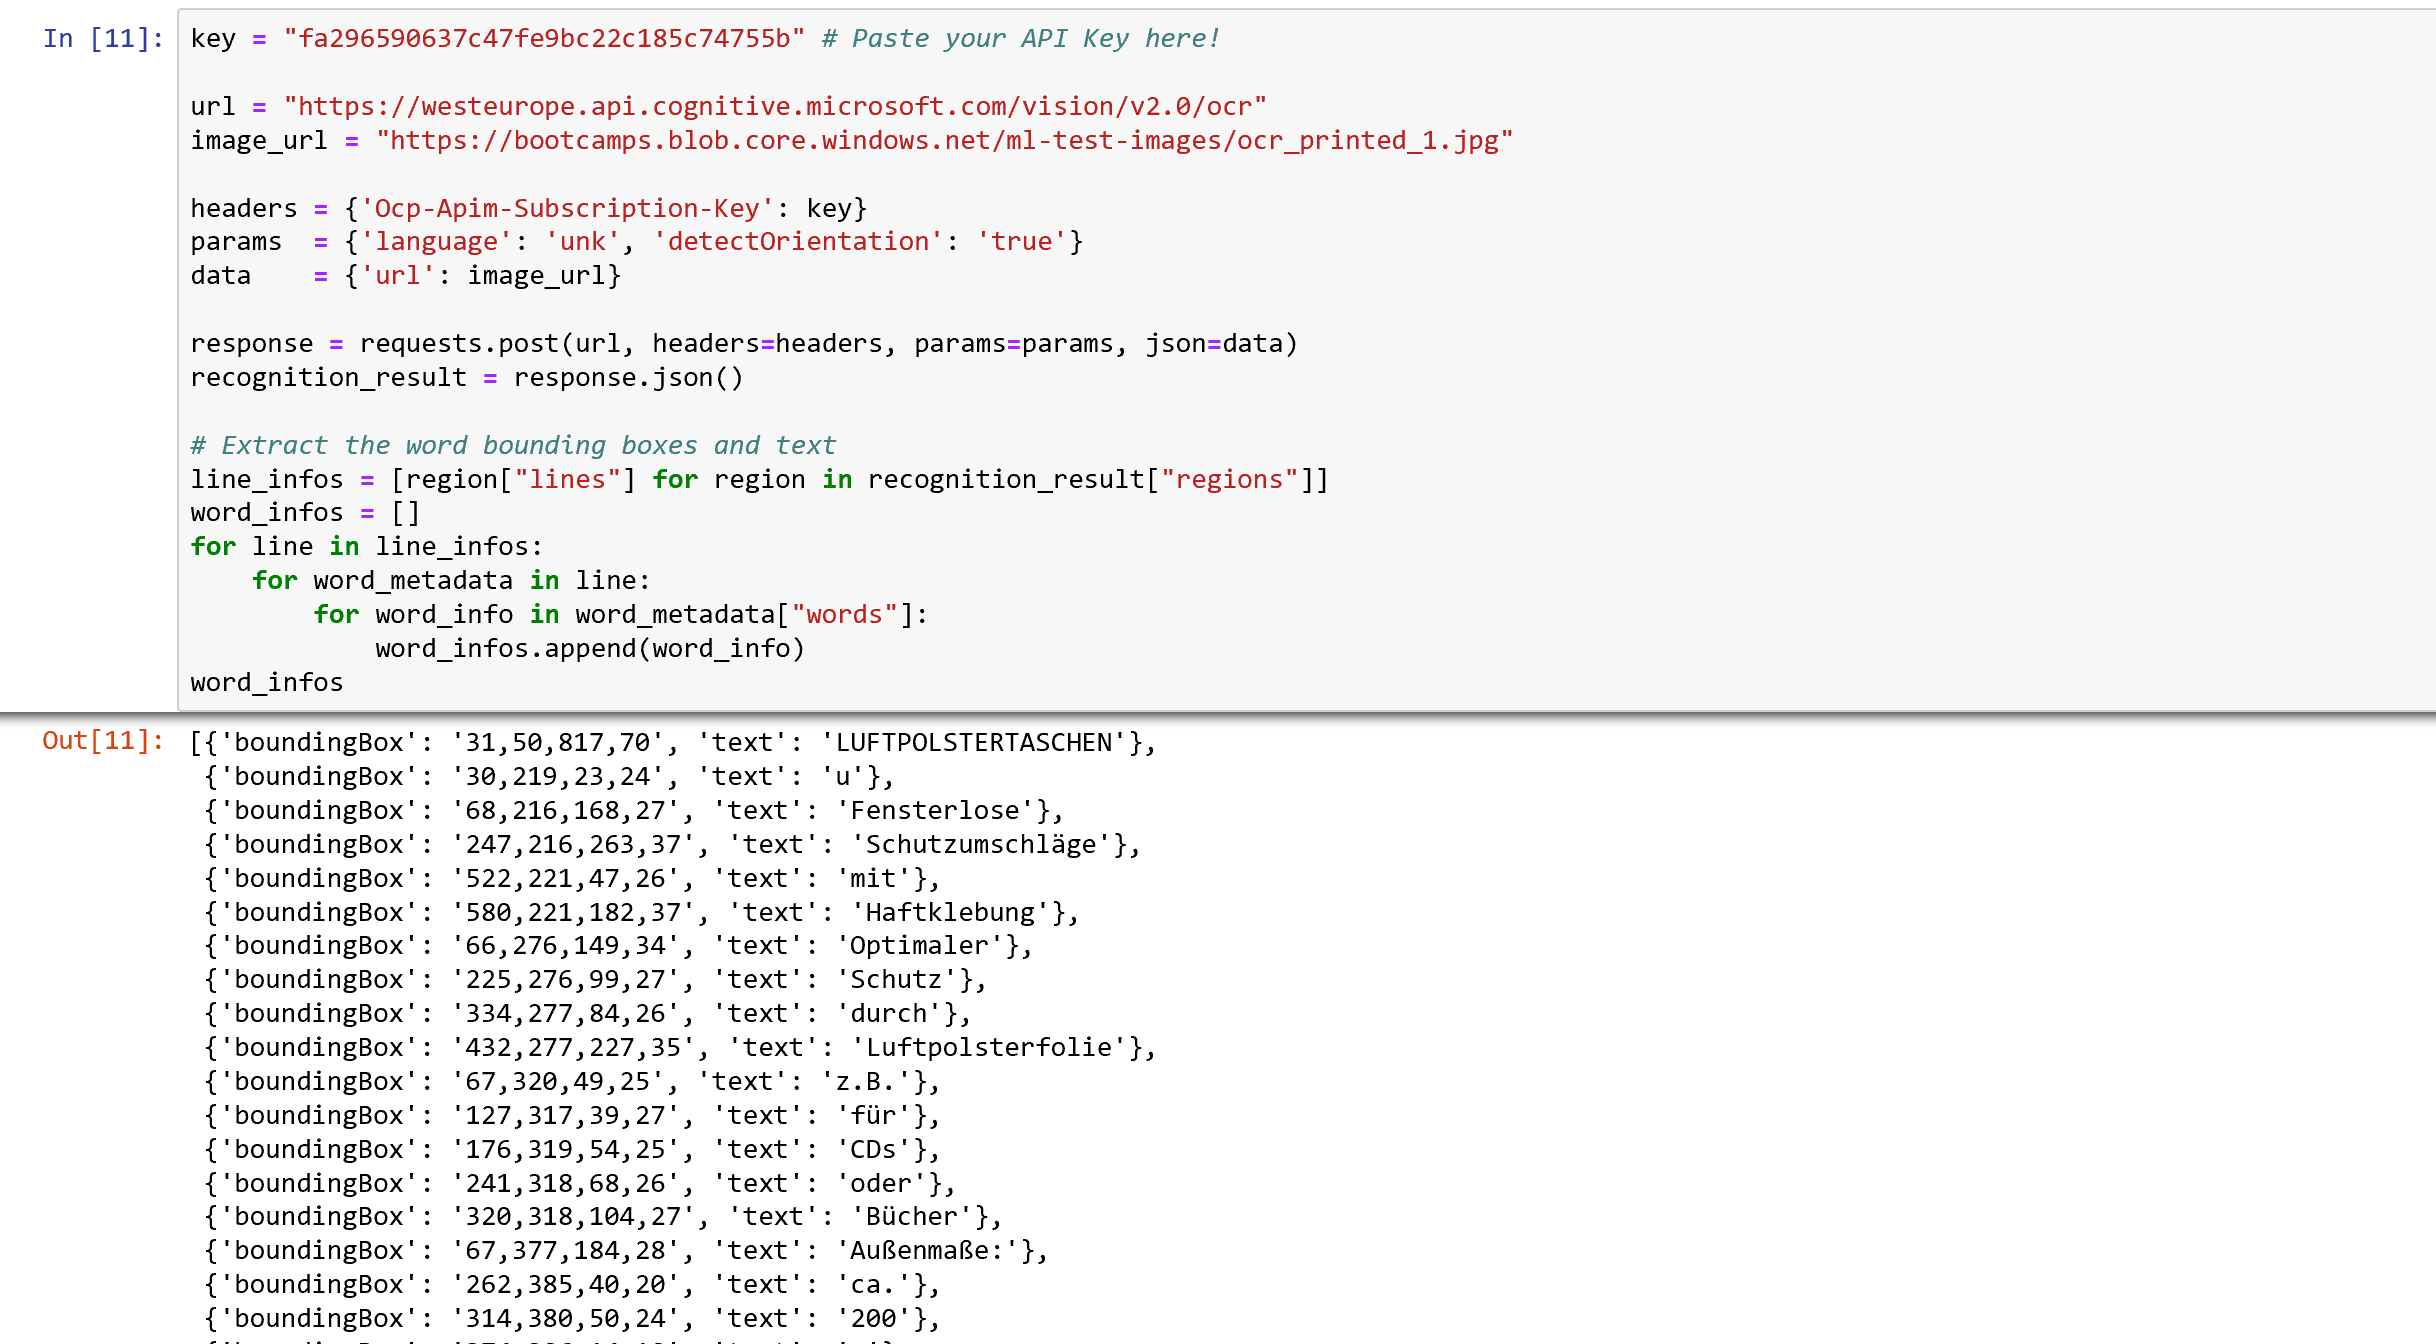 In [11]: key = "fa296590637c47fe9bc22c185c74755b" # Paste your API Key here!
url = "https://westeurope.api.cognitive.microsoft.com/vision/v2.0/ocr"
image_url = "https://bootcamps.blob.core.windows.net/ml-test-images/ocr_printed_1.jpg"
headers = {'Ocp-Apim-Subscription-Key': key}
params  = {'language': 'unk', 'detectOrientation': 'true'}
data    = {'url': image_url}
response = requests.post(url, headers=headers, params=params, json=data)
recognition_result = response.json()
# Extract the word bounding boxes and text
line_infos = [region["lines"] for region in recognition_result["regions"]]
word_infos = []
for line in line_infos:
    for word_metadata in line:
        for word_info in word_metadata["words"]:
            word_infos.append(word_info)
word_infos
Out[11]: [{'boundingBox': '31,50,817,70', 'text': 'LUFTPOLSTERTASCHEN'},
{'boundingBox': '30,219,23,24', 'text': 'u'},
{'boundingBox': '68,216,168,27', 'text': 'Fensterlose'},
{'boundingBox': '247,216,263,37', 'text': 'Schutzumschläge'},
{'boundingBox': '522,221,47,26', 'text': 'mit'},
{'boundingBox': '580,221,182,37', 'text': 'Haftklebung'},
{'boundingBox': '66,276,149,34', 'text': 'Optimaler'},
{'boundingBox': '225,276,99,27', 'text': 'Schutz'},
{'boundingBox': '334,277,84,26', 'text': 'durch'},
{'boundingBox': '432,277,227,35', 'text': 'Luftpolsterfolie'},
{'boundingBox': '67,320,49,25', 'text': 'z.B.'},
{'boundingBox': '127,317,39,27', 'text': 'für'},
{'boundingBox': '176,319,54,25', 'text': 'CDs'},
{'boundingBox': '241,318,68,26', 'text': 'oder'},
{'boundingBox': '320,318,104,27', 'text': 'Bücher'},
{'boundingBox': '67,377,184,28', 'text': 'Außenmaße:'},
{'boundingBox': '262,385,40,20', 'text': 'ca.'},
{'boundingBox': '314,380,50,24', 'text': '200'},